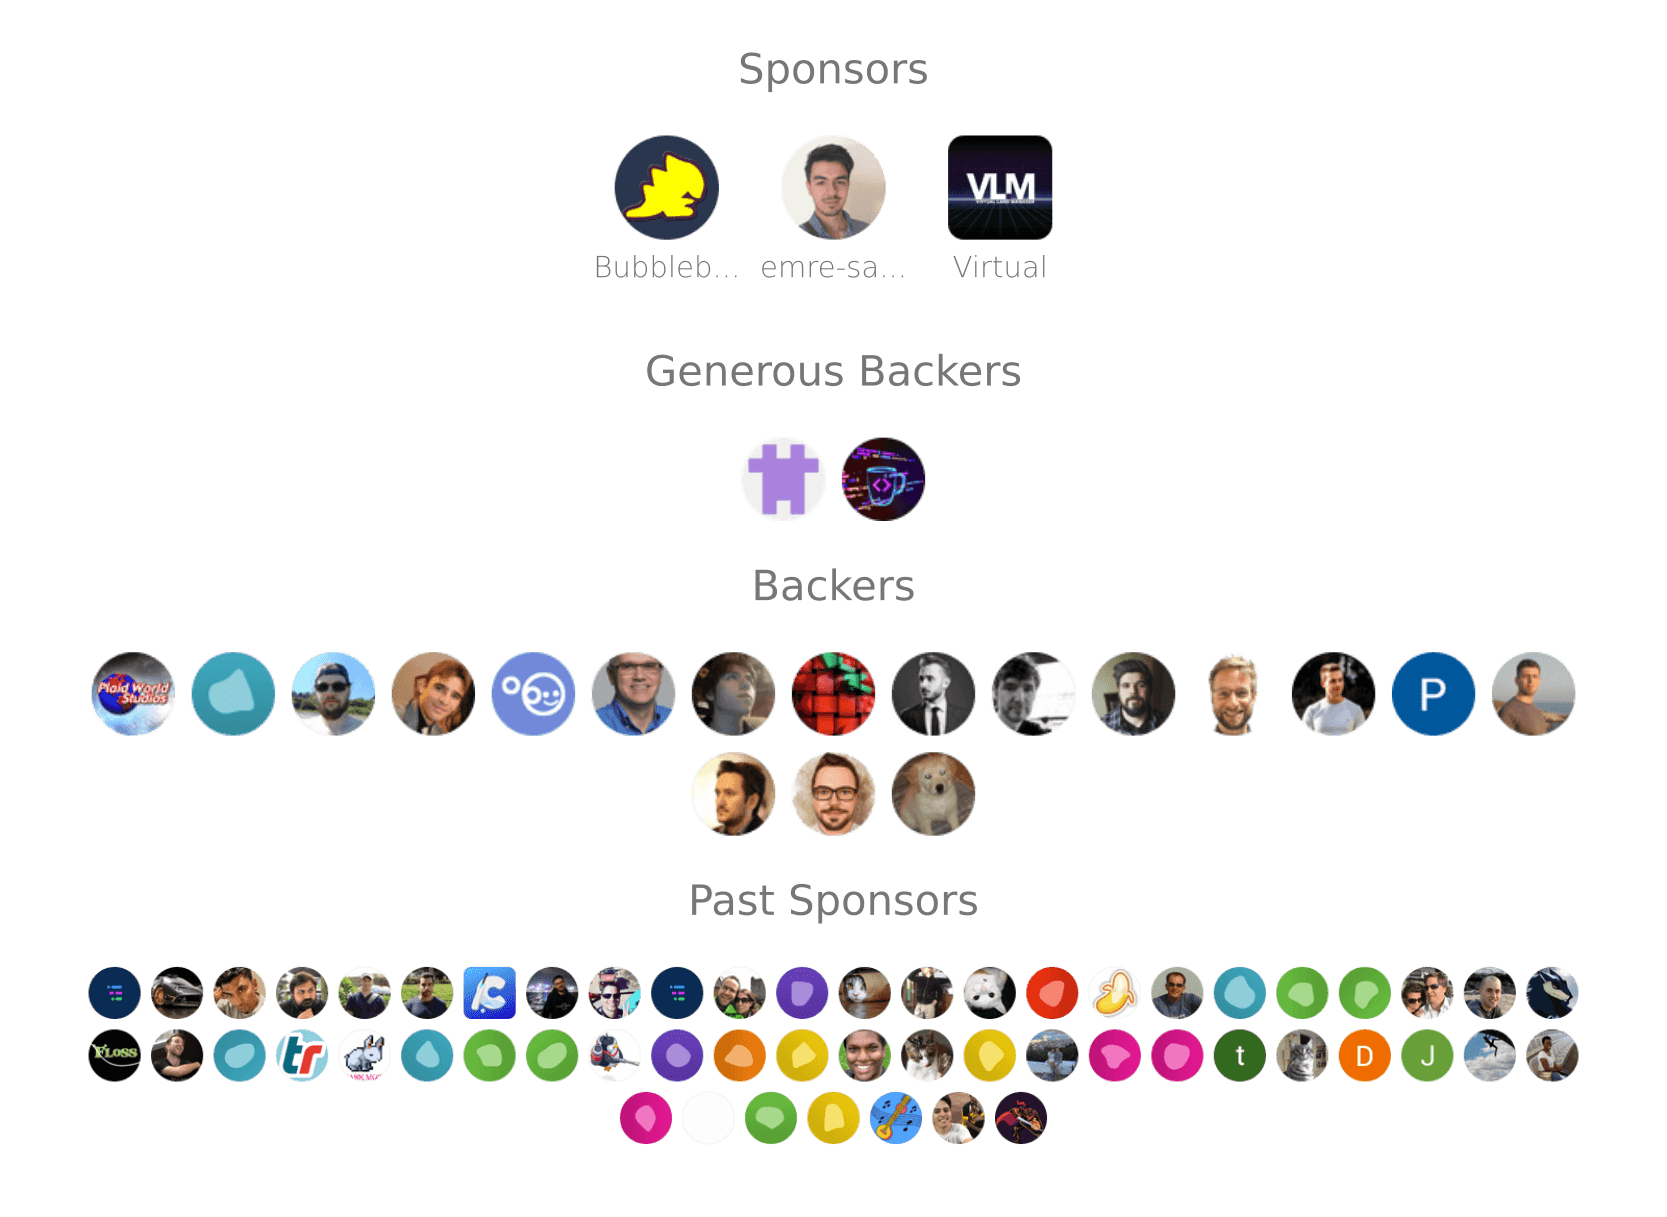 Sponsors
Bubbleb... emre-sa... Virtual
VLM
Generous Backers
Backers
Plaid World
Studios
P
Past Sponsors
FLOSS
tr
t
D
J